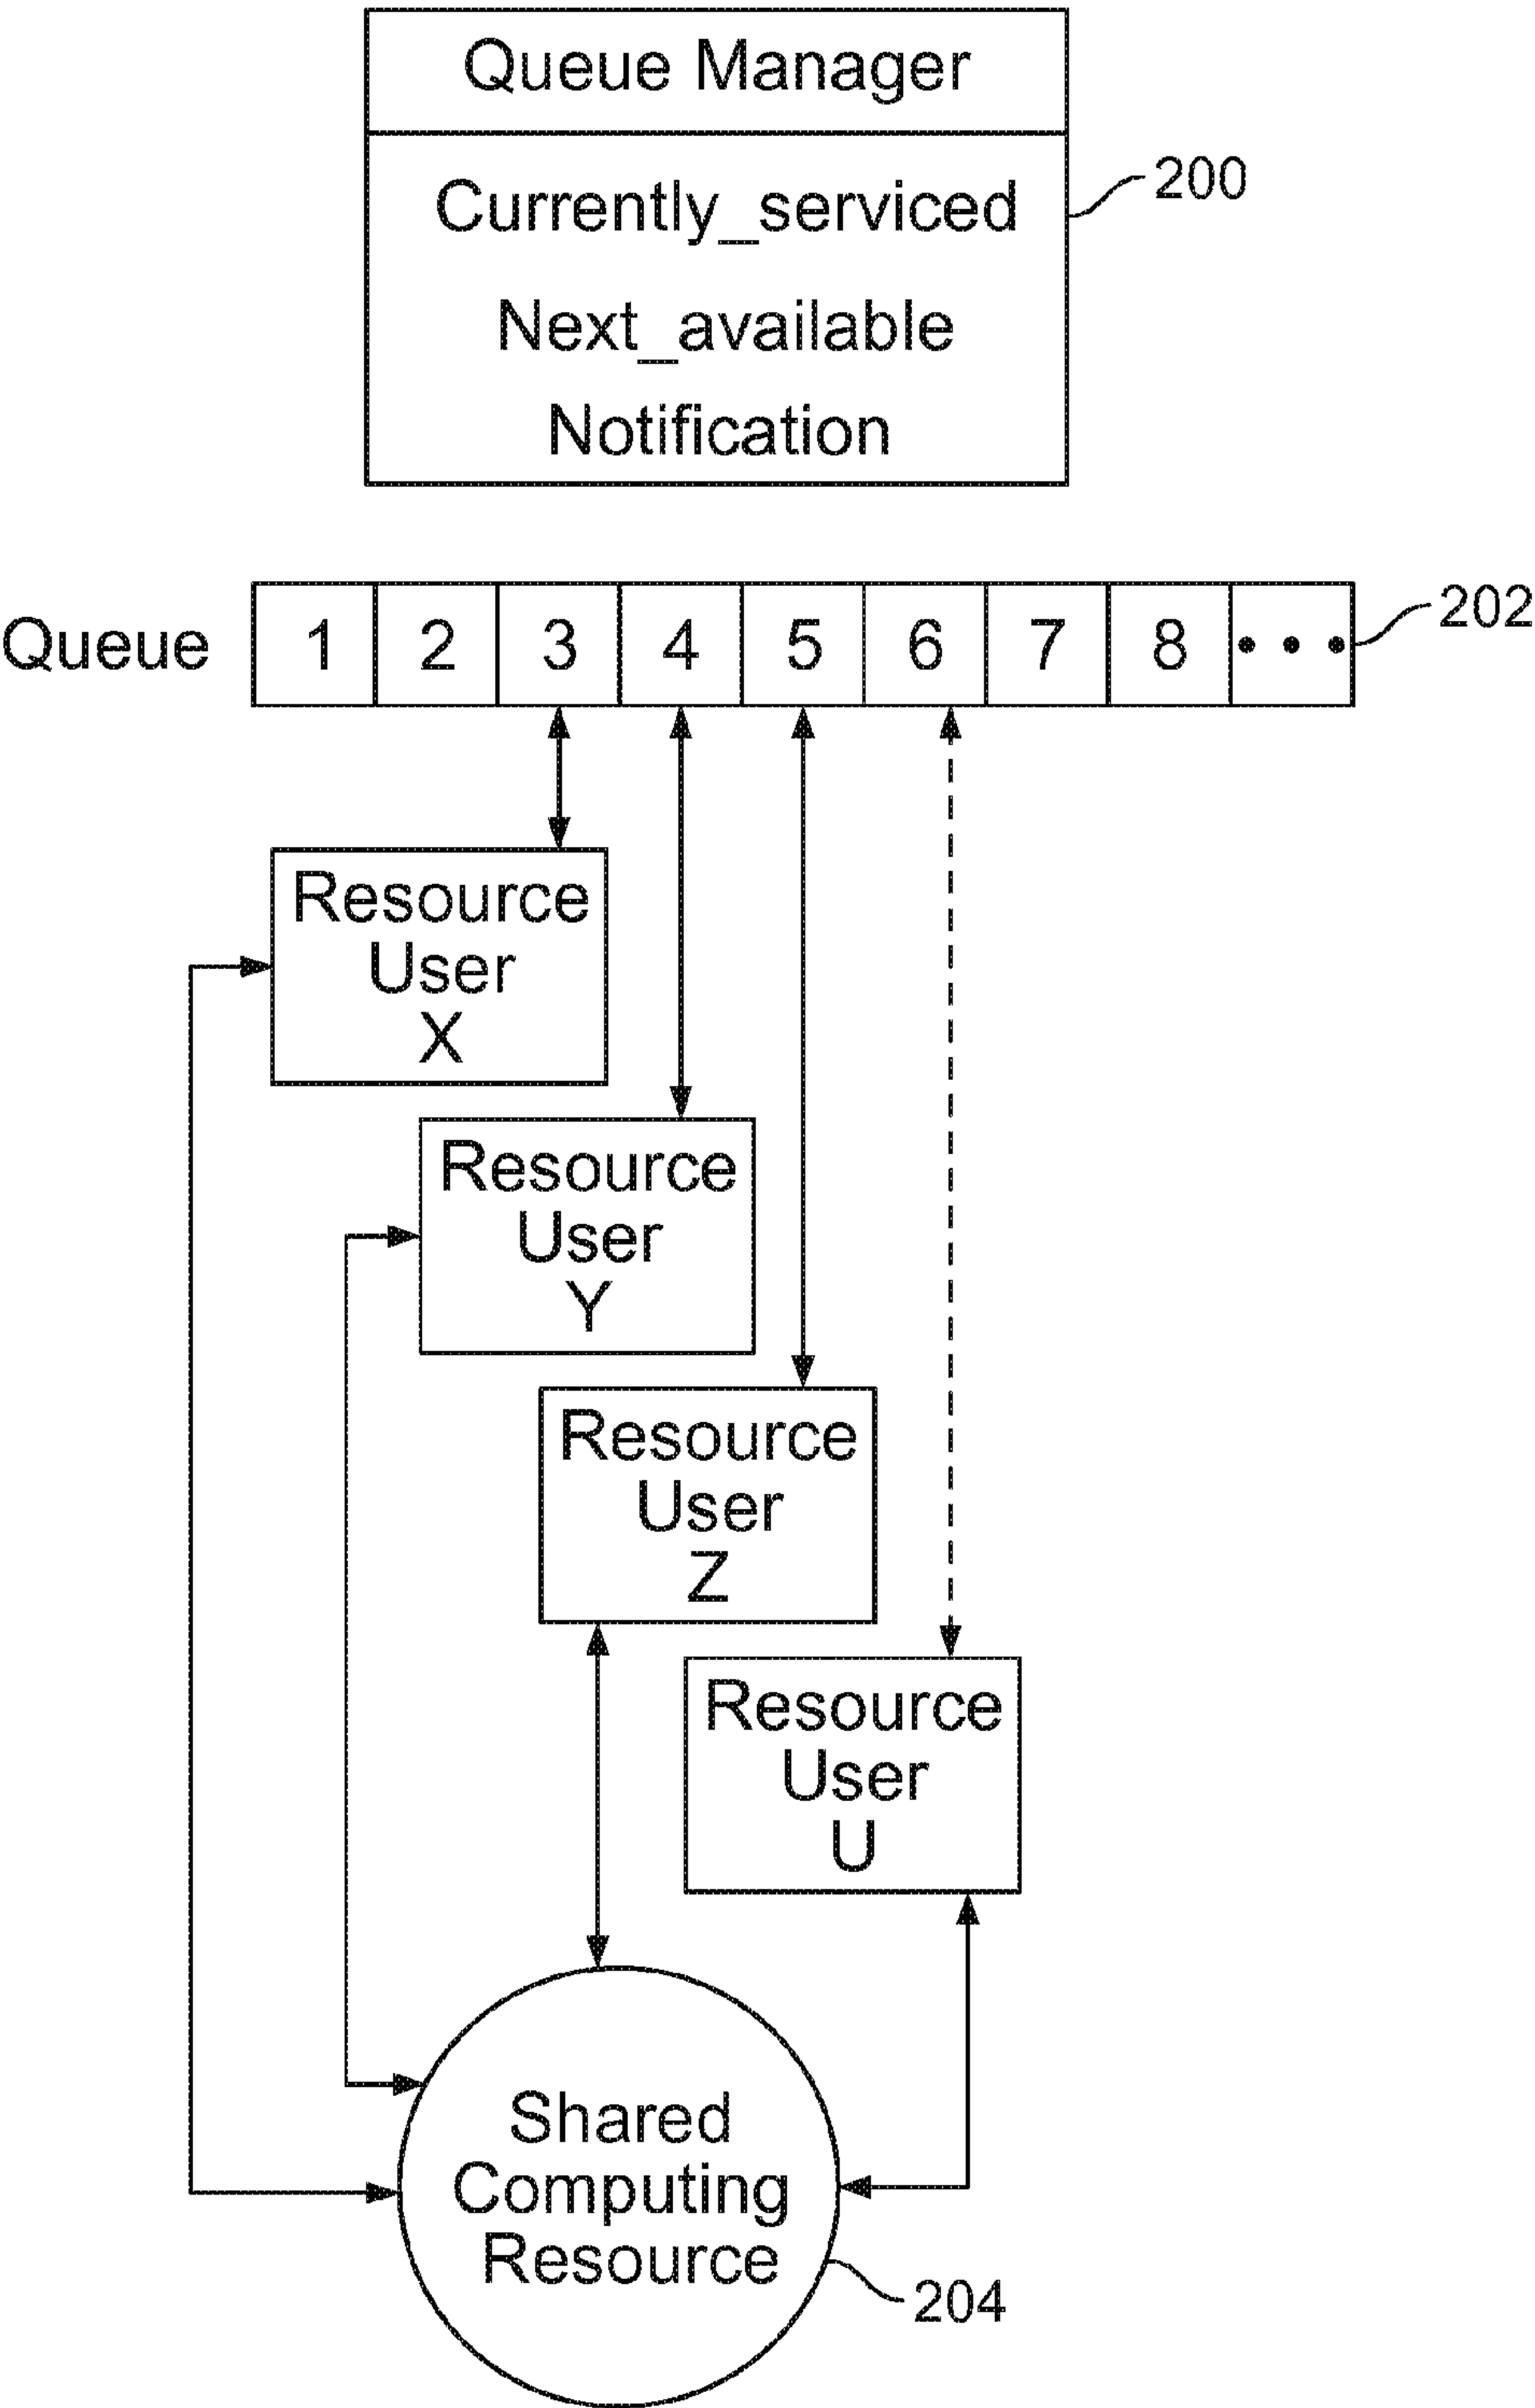 Queue Manager
Currently_serviced
200
Next_available
Notification
Queue 1 2 3 4 5 6 7 8 • • •
202
Resource
User
X
Resource
User
Y
Resource
User
Z
Resource
User
U
Shared
Computing
Resource
204